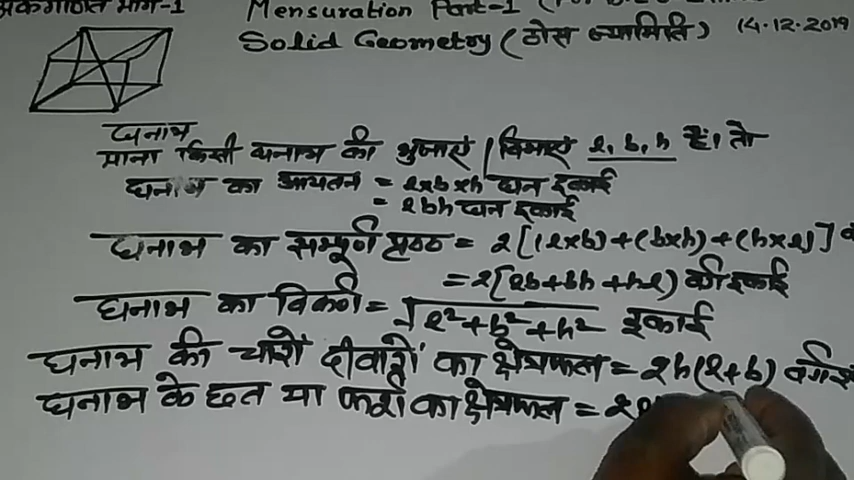 अंकगणित भाग-1 Mensuration Part-1
Solid Geometry (ठोस ज्यामिति) 14.12.2019
घनाभ
माना किसी घनाभ की भुजाएं / विमाएं l, b, h है। तो
घनाभ का आयतन = l×b×h घन इकाई
= lbh घन इकाई
घनाभ का सम्पूर्ण पृष्ठ = 2[(l×b)+(b×h)+(h×l)]
=2[lb+bh+hl) वर्ग इकाई
घनाभ का विकर्ण = √l²+b²+h² इकाई
घनाभ की चारों दीवारों का क्षेत्रफल = 2h(l+b) वर्ग
घनाभ के छत या फर्श का क्षेत्रफल =